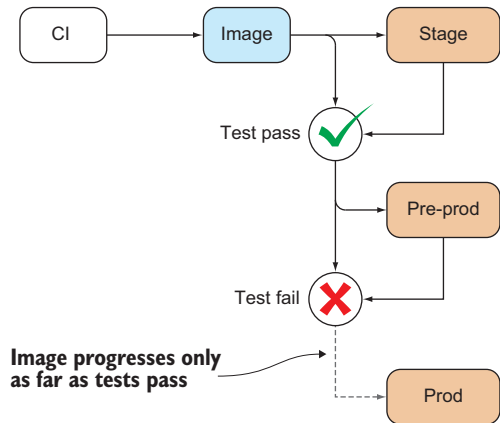 CI
Image
Stage
Test pass
Pre-prod
Test fail
Image progresses only
as far as tests pass
Prod